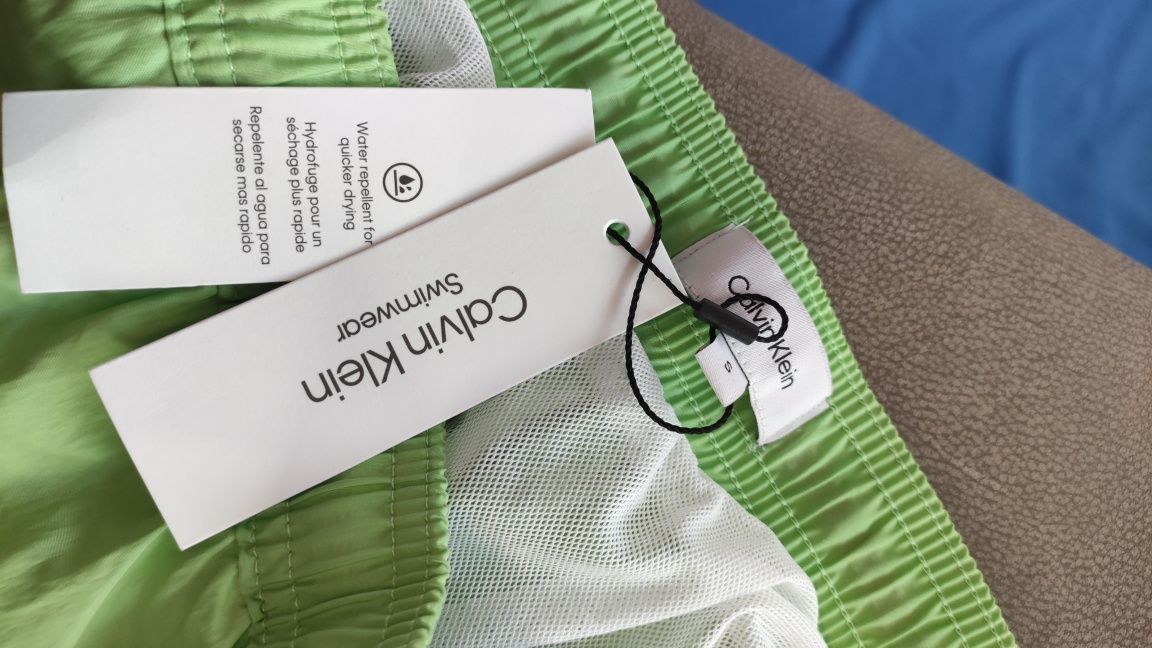 Water repellent for
quicker drying
Hydrofuge pour un
séchage plus rapide
Repelente al agua para
secarse mas rapido
Calvin Klein
Swimwear
Calvin Klein
S